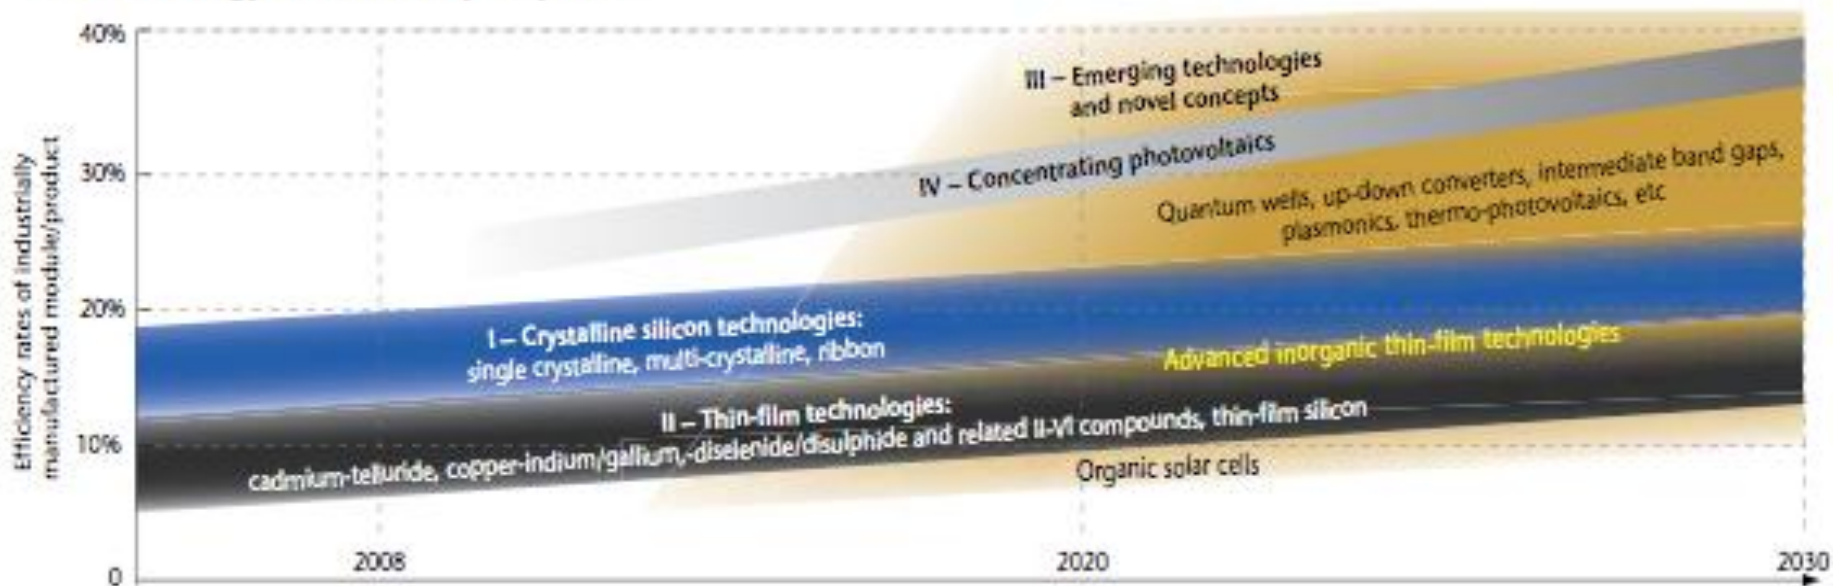 40%
30%
20%
10%
0
Efficiency rates of industrially
manufactured module/product
III – Emerging technologies
and novel concepts
IV – Concentrating photovoltaics
Quantum wells, up-down converters, intermediate band gaps,
plasmonics, thermo-photovoltaics, etc
I – Crystalline silicon technologies:
single crystalline, multi-crystalline, ribbon
Advanced inorganic thin-film technologies
II – Thin-film technologies:
cadmium-telluride, copper-indium/gallium,-diselenide/disulphide and related II-VI compounds, thin-film silicon
Organic solar cells
2008
2020
2030